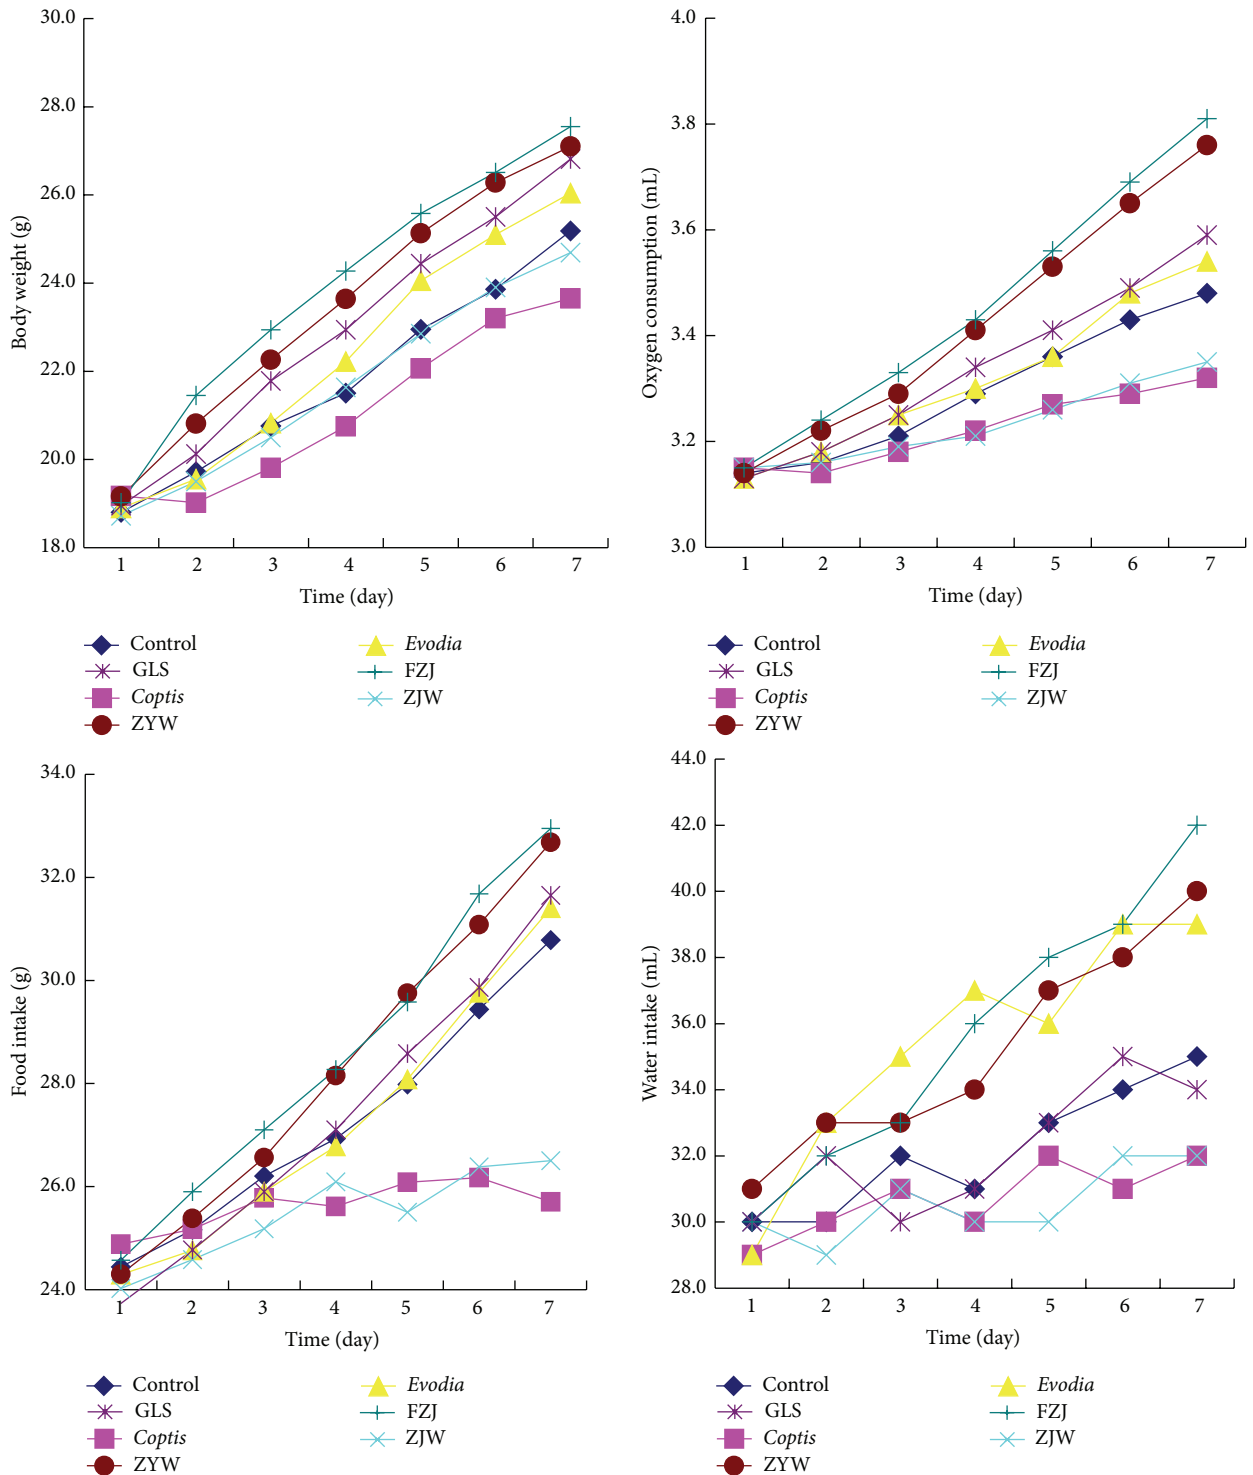 30.0
28.0
26.0
24.0
22.0
20.0
18.0
Body weight (g)
1 2 3 4 5 6 7
Time (day)
Control
GLS
Coptis
ZYW
Evodia
FZJ
ZJW
4.0
3.8
3.6
3.4
3.2
3.0
Oxygen consumption (mL)
1 2 3 4 5 6 7
Time (day)
Control
GLS
Coptis
ZYW
Evodia
FZJ
ZJW
34.0
32.0
30.0
28.0
26.0
24.0
Food intake (g)
1 2 3 4 5 6 7
Time (day)
Control
GLS
Coptis
ZYW
Evodia
FZJ
ZJW
44.0
42.0
40.0
38.0
36.0
34.0
32.0
30.0
28.0
Water intake (mL)
1 2 3 4 5 6 7
Time (day)
Control
GLS
Coptis
ZYW
Evodia
FZJ
ZJW